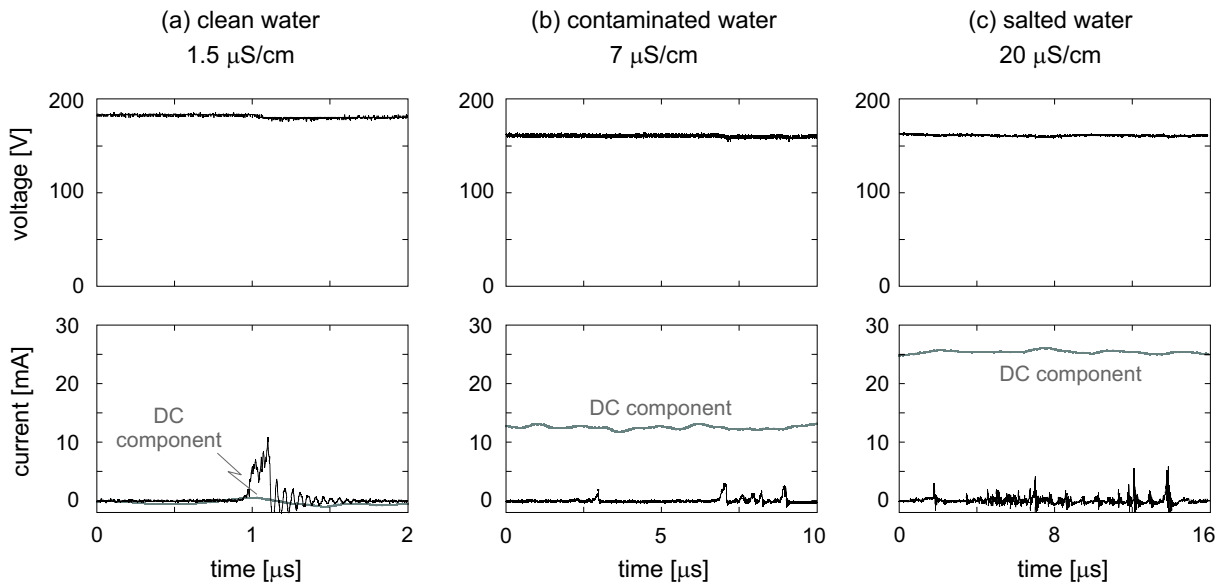 (a) clean water
1.5 μS/cm
(b) contaminated water
7 μS/cm
(c) salted water
20 μS/cm
voltage [V]
200
100
0
200
100
0
200
100
0
current [mA]
30
20
10
0
DC
component
0
1
2
time [μs]
30
20
10
0
DC component
0
5
10
time [μs]
30
20
10
0
DC component
0
8
16
time [μs]